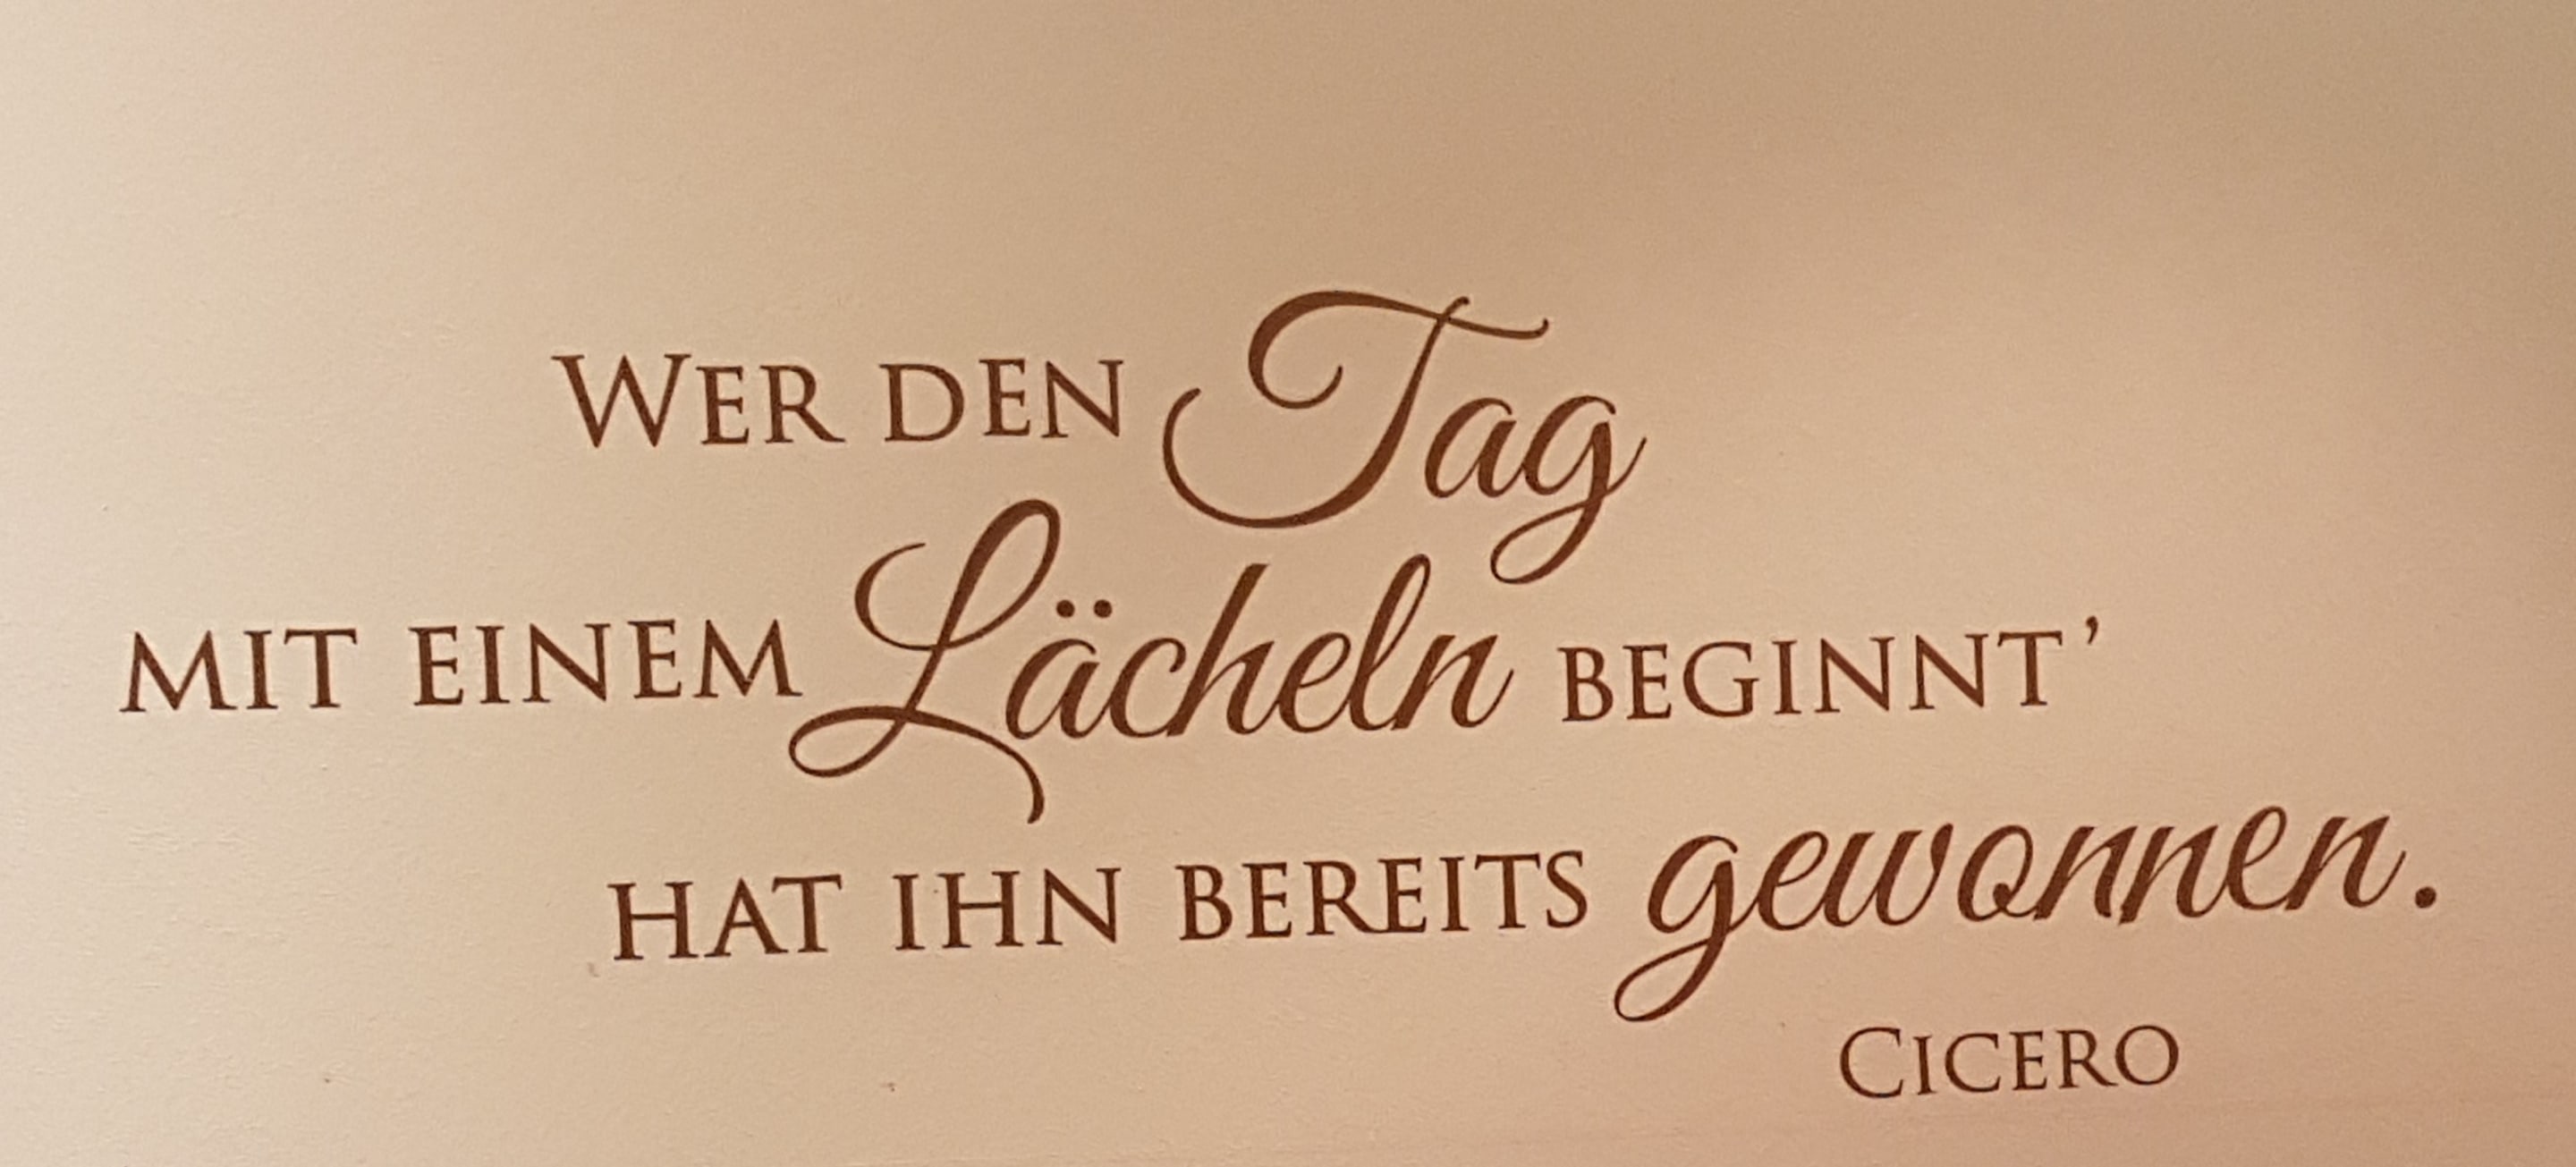 Wer den Tag
mit einem Lächeln beginnt’
hat ihn bereits gewonnen.
Cicero